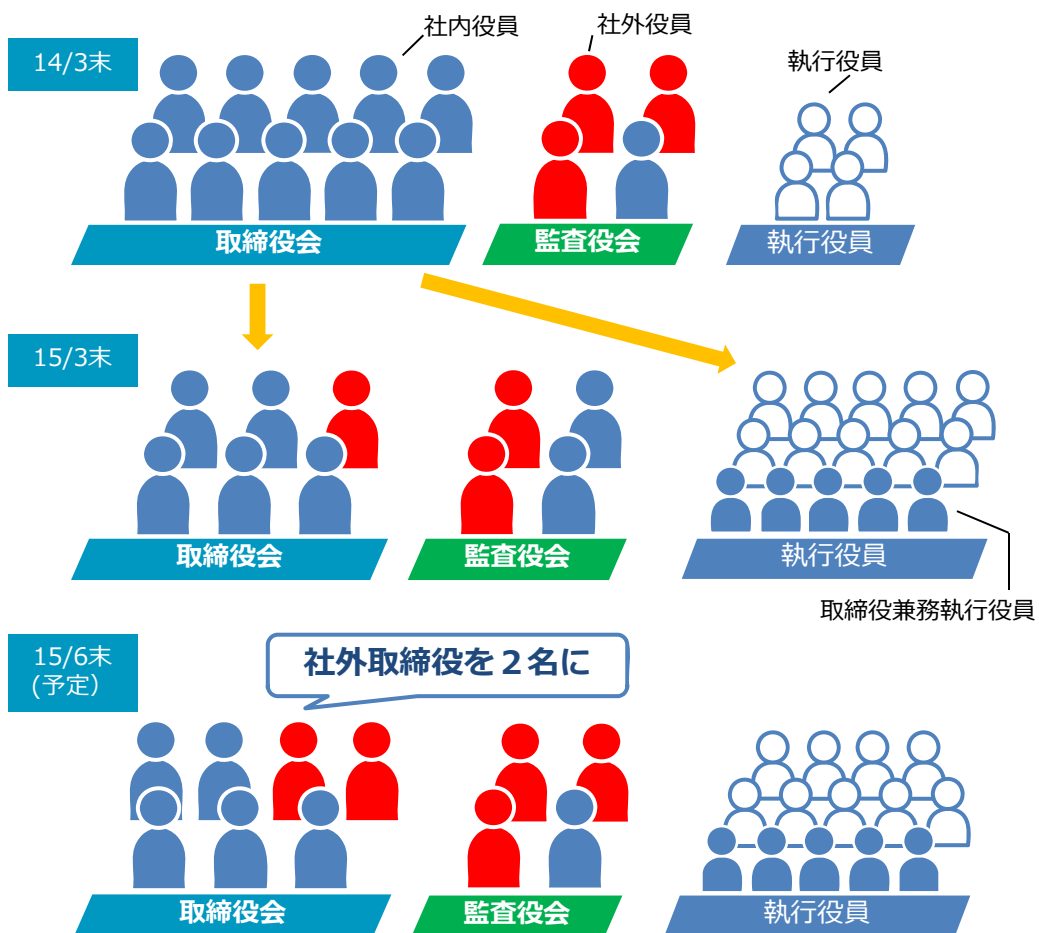 社内役員
社外役員
14/3末
執行役員
取締役会
監査役会
執行役員
15/3末
取締役会
監査役会
執行役員
取締役兼務執行役員
15/6末
(予定）
社外取締役を２名に
取締役会
監査役会
執行役員